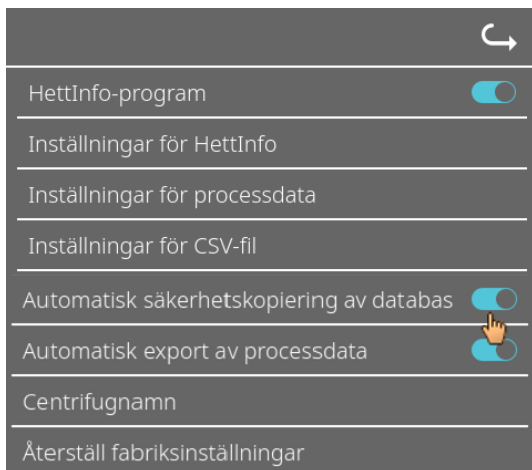 HettInfo-program
Inställningar för HettInfo
Inställningar för processdata
Inställningar för CSV-fil
Automatisk säkerhetskopiering av databas
Automatisk export av processdata
Centrifugnamn
Återställ fabriksinställningar